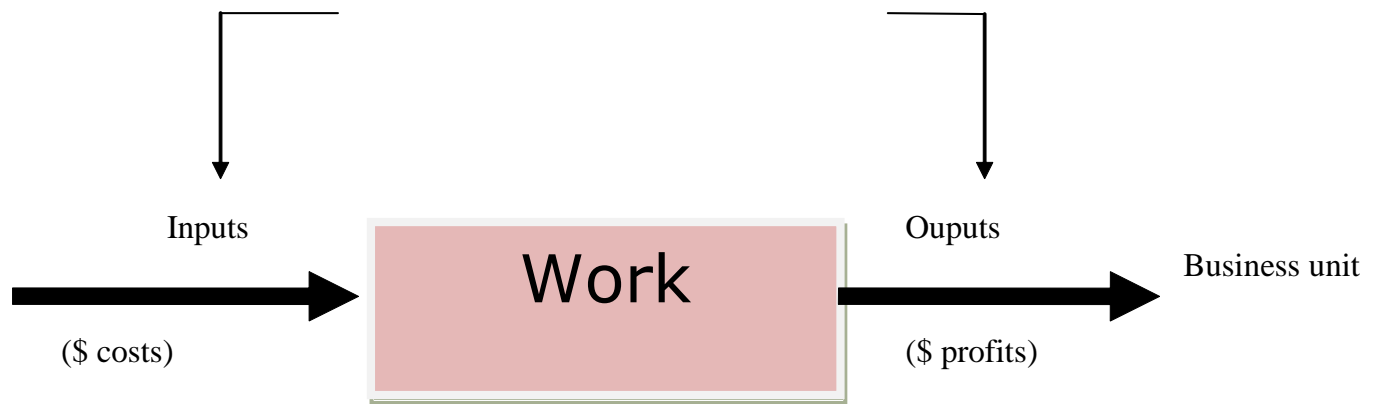 Inputs
Ouputs
Business unit
Work
($ costs)
($ profits)